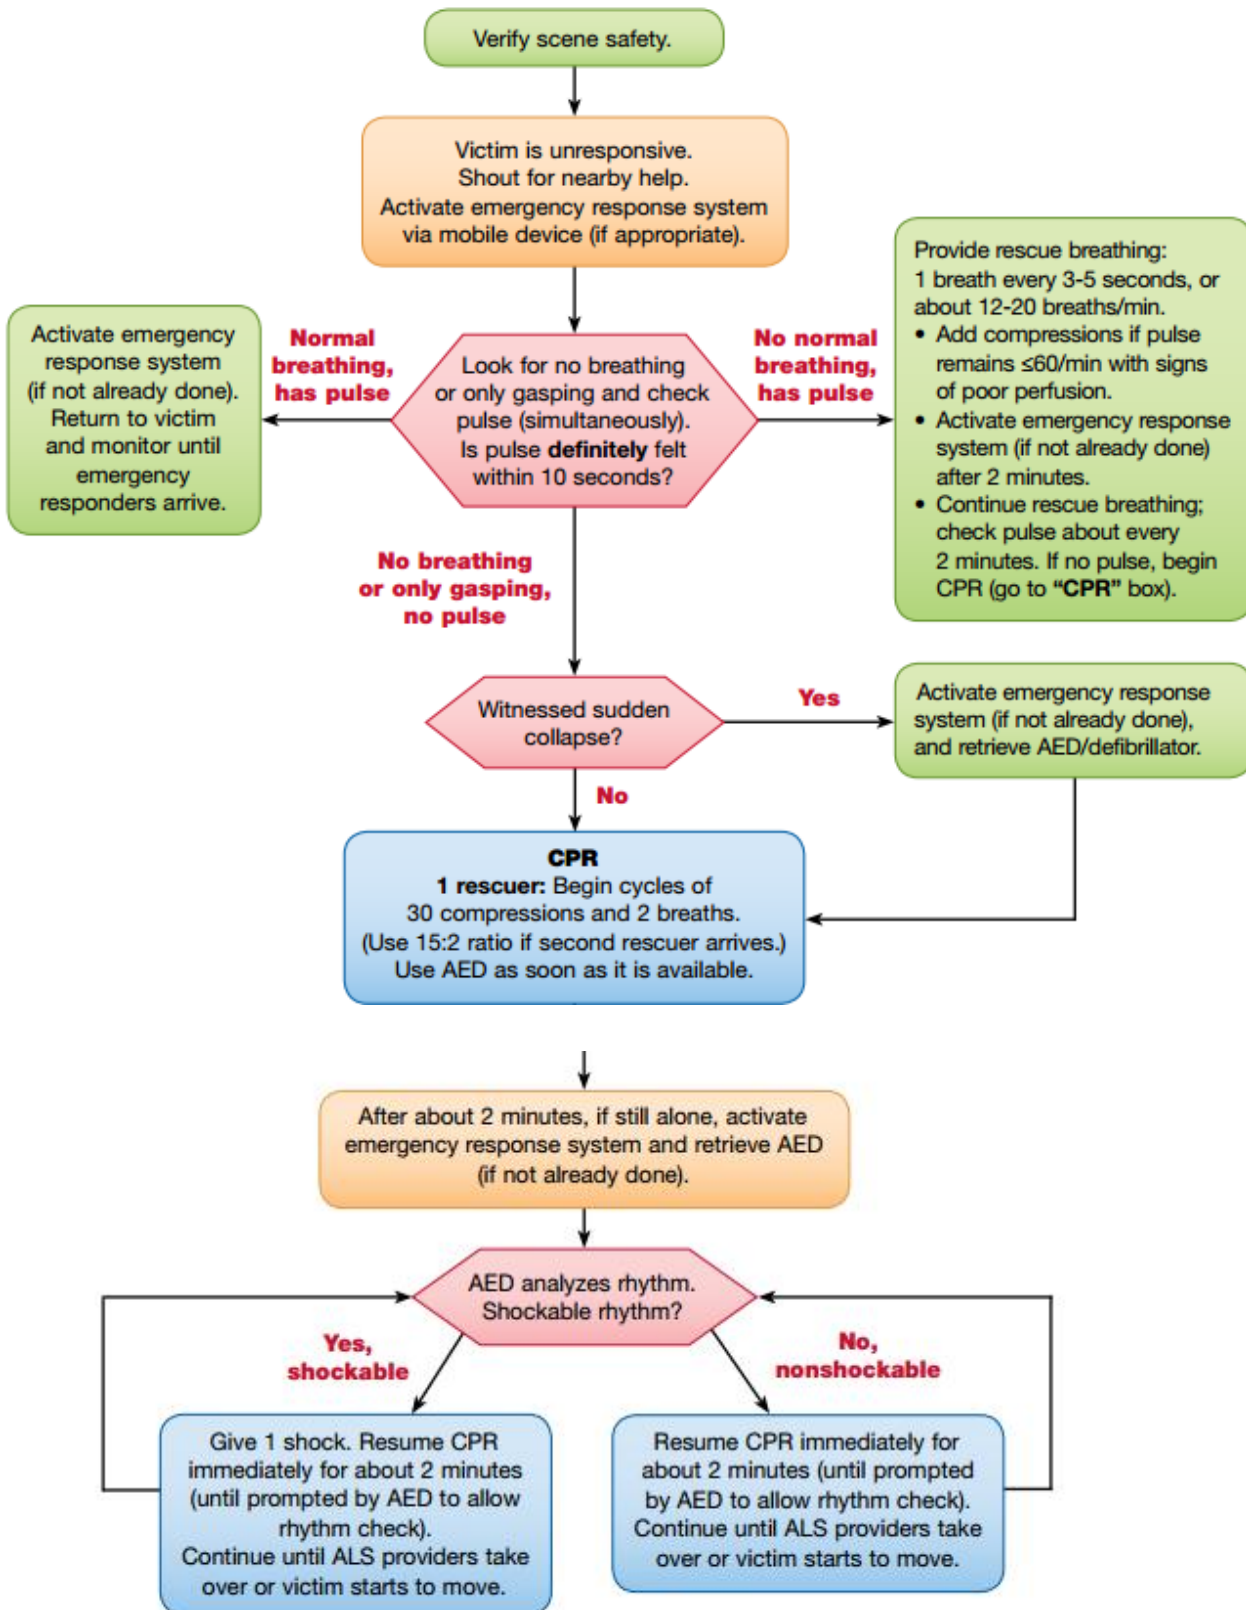 Verify scene safety.
Victim is unresponsive.
Shout for nearby help.
Activate emergency response system
via mobile device (if appropriate).
Activate emergency
response system
(if not already done).
Return to victim
and monitor until
emergency
responders arrive.
Normal
breathing,
has pulse
Look for no breathing
or only gasping and check
pulse (simultaneously).
Is pulse definitely felt
within 10 seconds?
No normal
breathing,
has pulse
Provide rescue breathing:
1 breath every 3-5 seconds, or
about 12-20 breaths/min.
• Add compressions if pulse
remains ≤60/min with signs
of poor perfusion.
• Activate emergency response
system (if not already done)
after 2 minutes.
• Continue rescue breathing;
check pulse about every
2 minutes. If no pulse, begin
CPR (go to “CPR” box).
No breathing
or only gasping,
no pulse
Witnessed sudden
collapse?
Yes
Activate emergency response
system (if not already done),
and retrieve AED/defibrillator.
No
CPR
1 rescuer: Begin cycles of
30 compressions and 2 breaths.
(Use 15:2 ratio if second rescuer arrives.)
Use AED as soon as it is available.
After about 2 minutes, if still alone, activate
emergency response system and retrieve AED
(if not already done).
AED analyzes rhythm.
Shockable rhythm?
Yes,
shockable
No,
nonshockable
Give 1 shock. Resume CPR
immediately for about 2 minutes
(until prompted by AED to allow
rhythm check).
Continue until ALS providers take
over or victim starts to move.
Resume CPR immediately for
about 2 minutes (until prompted
by AED to allow rhythm check).
Continue until ALS providers take
over or victim starts to move.